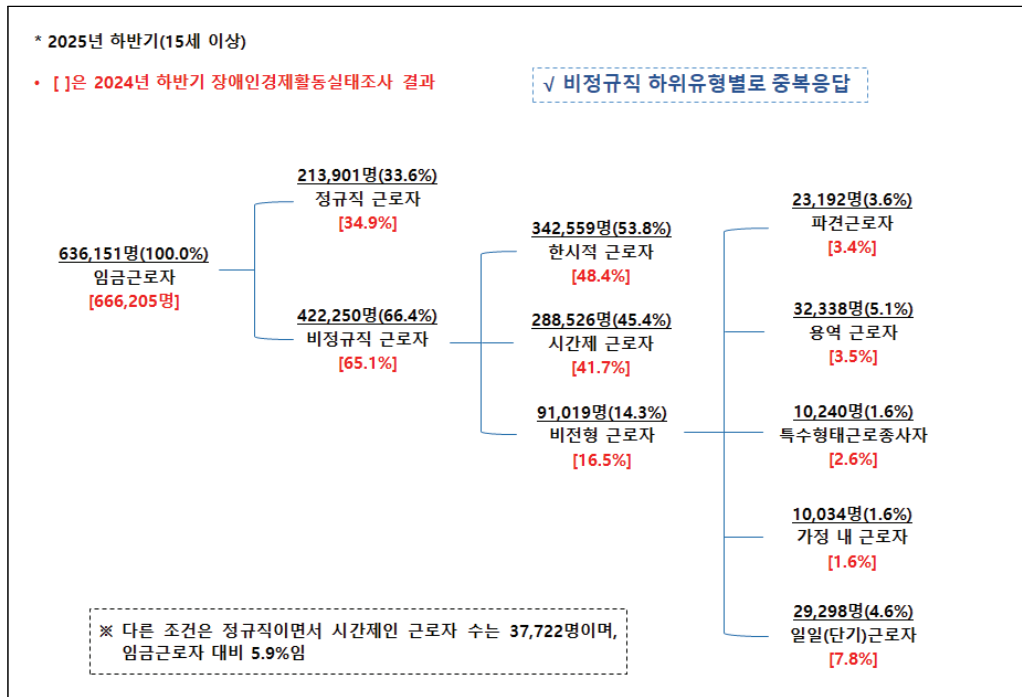 * 2025년 하반기(15세 이상)
• [ ]은 2024년 하반기 장애인경제활동실태조사 결과
√ 비정규직 하위유형별로 중복응답
636,151명(100.0%)
임금근로자
[666,205명]
213,901명(33.6%)
정규직 근로자
[34.9%]
422,250명(66.4%)
비정규직 근로자
[65.1%]
342,559명(53.8%)
한시적 근로자
[48.4%]
288,526명(45.4%)
시간제 근로자
[41.7%]
91,019명(14.3%)
비전형 근로자
[16.5%]
23,192명(3.6%)
파견근로자
[3.4%]
32,338명(5.1%)
용역 근로자
[3.5%]
10,240명(1.6%)
특수형태근로종사자
[2.6%]
10,034명(1.6%)
가정 내 근로자
[1.6%]
29,298명(4.6%)
일일(단기)근로자
[7.8%]
※ 다른 조건은 정규직이면서 시간제인 근로자 수는 37,722명이며,
임금근로자 대비 5.9%임